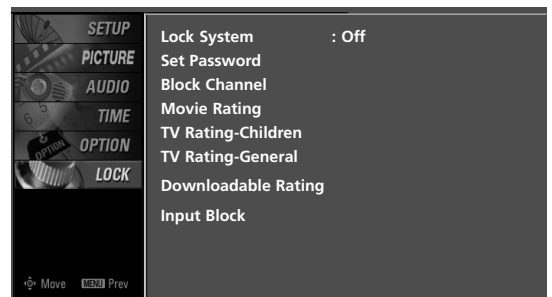 SETUP
PICTURE
AUDIO
TIME
OPTION
LOCK
Move MENU Prev
Lock System : Off
Set Password
Block Channel
Movie Rating
TV Rating-Children
TV Rating-General
Downloadable Rating
Input Block